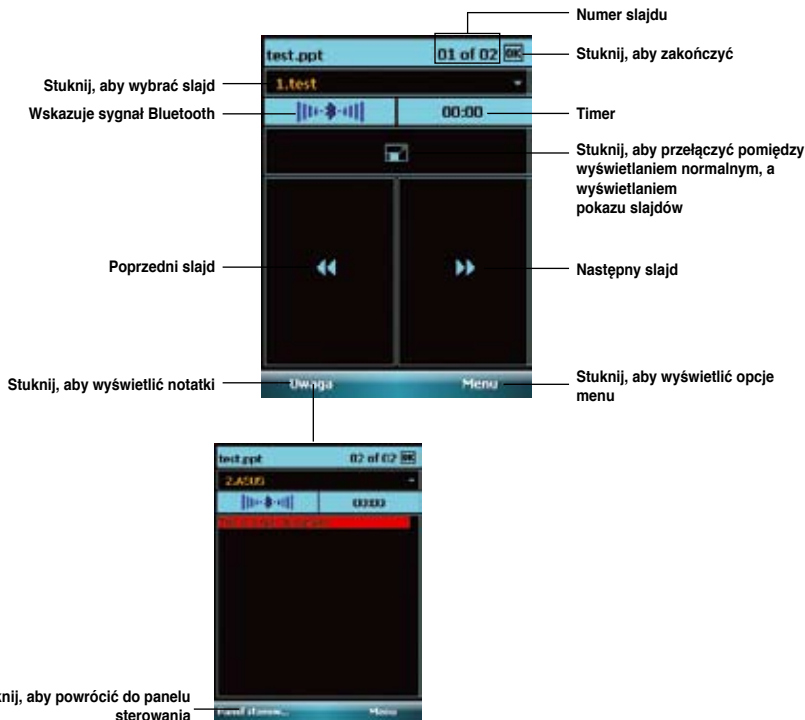 Numer slajdu
test.ppt 01 of 02 OK
Stuknij, aby zakończyć
Stuknij, aby wybrać slajd
1.test
Wskazuje sygnał Bluetooth
00:00
Timer
Stuknij, aby przełączyć pomiędzy
wyświetlaniem normalnym, a
wyświetlaniem
pokazu slajdów
Poprzedni slajd
Następny slajd
Stuknij, aby wyświetlić notatki
Uwaga Menu
Stuknij, aby wyświetlić opcje
menu
test.ppt 02 of 02 OK
2.ASUS
00:00
knij, aby powrócić do panelu
sterowania
Panel sterow... Menu